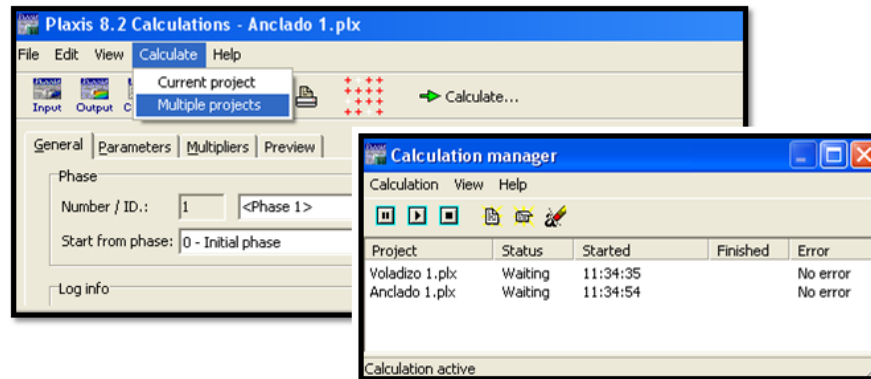 Plaxis 8.2 Calculations - Anclado 1.plx
File Edit View Calculate Help
Current project
Multiple projects
Input Output C
Calculate...
General Parameters Multipliers Preview
Phase
Number / ID.: 1 <Phase 1>
Start from phase: 0 - Initial phase
Log info
Calculation manager
Calculation View Help
Project Status Started Finished Error
Voladizo 1.plx Waiting 11:34:35 No error
Anclado 1.plx Waiting 11:34:54 No error
Calculation active